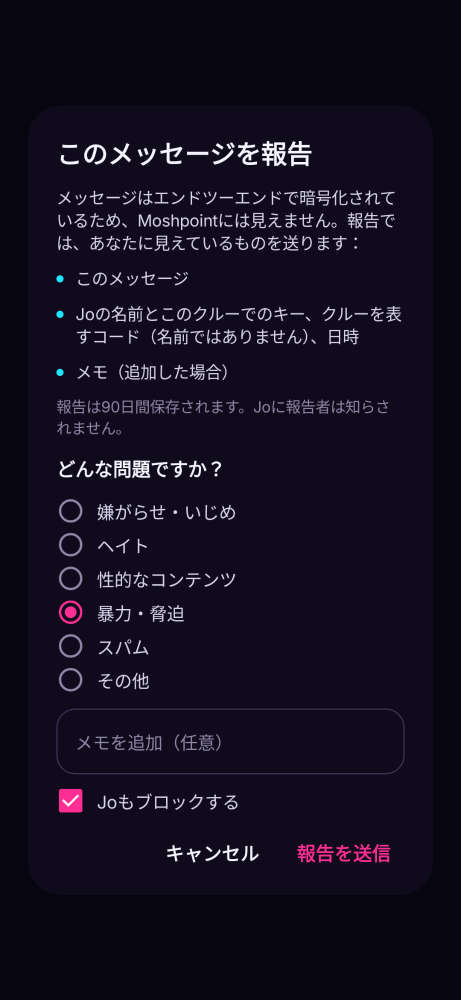 このメッセージを報告
メッセージはエンドツーエンドで暗号化されて
いるため、Moshpointには見えません。報告で
は、あなたに見えているものを送ります：
このメッセージ
Joの名前とこのクルーでのキー、クルーを表
すコード（名前ではありません）、日時
メモ（追加した場合）
報告は90日間保存されます。Joに報告者は知らさ
れません。
どんな問題ですか？
嫌がらせ・いじめ
ヘイト
性的なコンテンツ
暴力・脅迫
スパム
その他
メモを追加（任意）
Joもブロックする
キャンセル
報告を送信